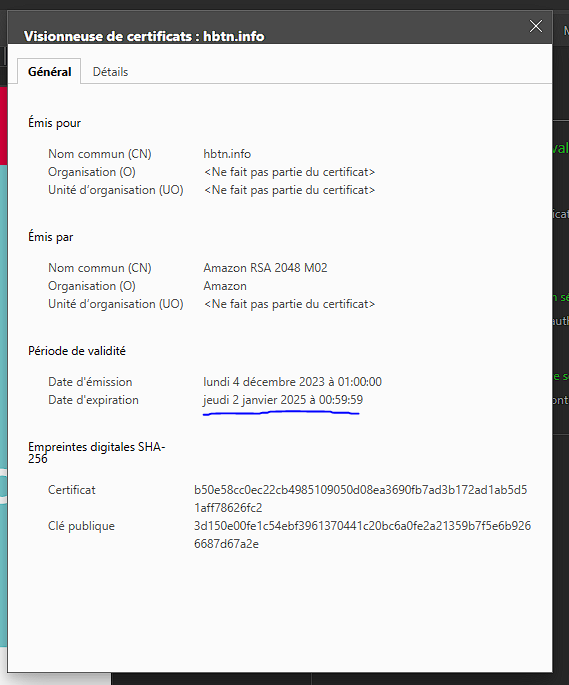 Visionneuse de certificats : hbtn.info
Général
Détails
Émis pour
Nom commun (CN) hbtn.info
Organisation (O) <Ne fait pas partie du certificat>
Unité d'organisation (UO) <Ne fait pas partie du certificat>
Émis par
Nom commun (CN) Amazon RSA 2048 M02
Organisation (O) Amazon
Unité d'organisation (UO) <Ne fait pas partie du certificat>
Période de validité
Date d'émission lundi 4 décembre 2023 à 01:00:00
Date d'expiration jeudi 2 janvier 2025 à 00:59:59
Empreintes digitales SHA-
256
Certificat b50e58cc0ec22cb4985109050d08ea3690fb7ad3b172ad1ab5d5
1aff78626fc2
Clé publique 3d150e00fe1c54ebf3961370441c20bc6a0fe2a21359b7f5e6b926
6687d67a2e